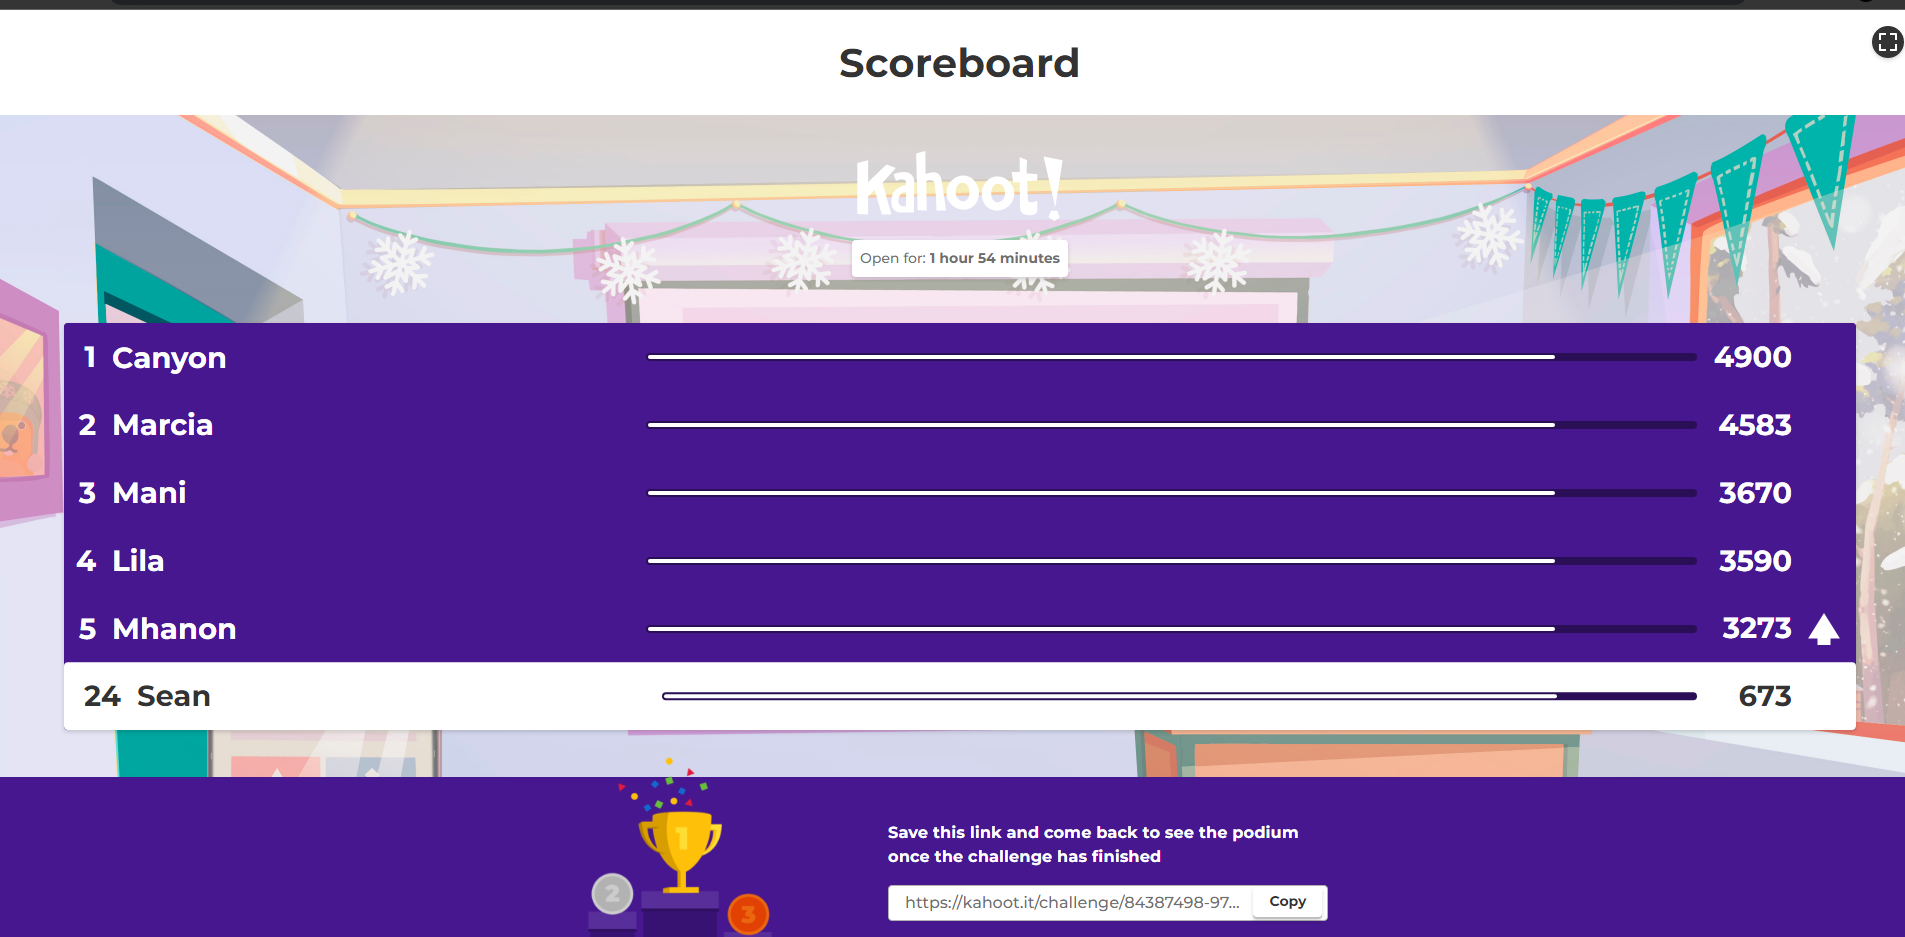 Scoreboard
Kahoot!
Open for: 1 hour 54 minutes
1 Canyon 4900
2 Marcia 4583
3 Mani 3670
4 Lila 3590
5 Mhanon 3273
24 Sean 673
1
2
3
Save this link and come back to see the podium
once the challenge has finished
https://kahoot.it/challenge/84387498-97... Copy